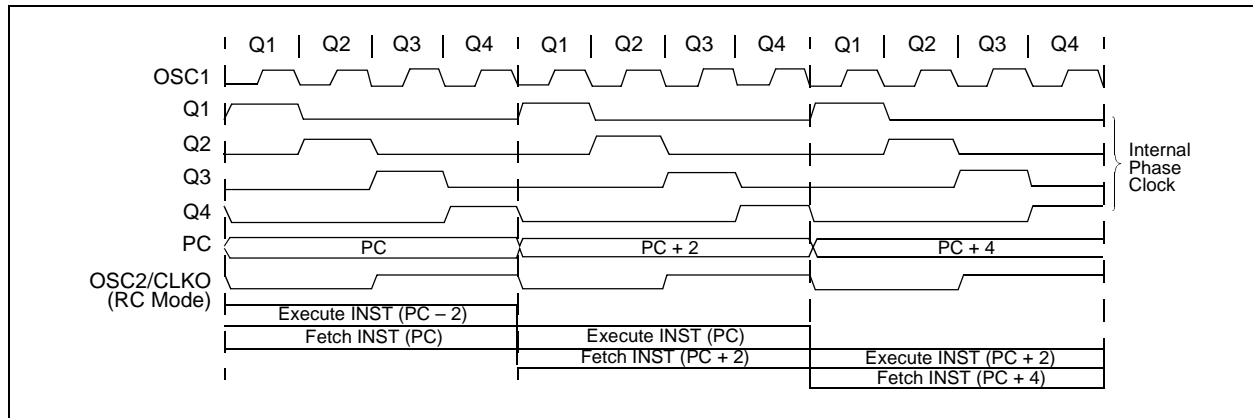 Q1 Q2 Q3 Q4 Q1 Q2 Q3 Q4 Q1 Q2 Q3 Q4
OSC1
Q1
Q2
Q3
Q4
Internal
Phase
Clock
PC PC PC + 2 PC + 4
OSC2/CLKO
(RC Mode)
Execute INST (PC – 2)
Fetch INST (PC) Execute INST (PC)
Fetch INST (PC + 2) Execute INST (PC + 2)
Fetch INST (PC + 4)